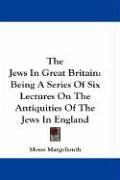 The
Jews In Great Britain:
Being A Series Of Six
Lectures On The
Antiquities Of The
Jews In England
Moses Margoliouth